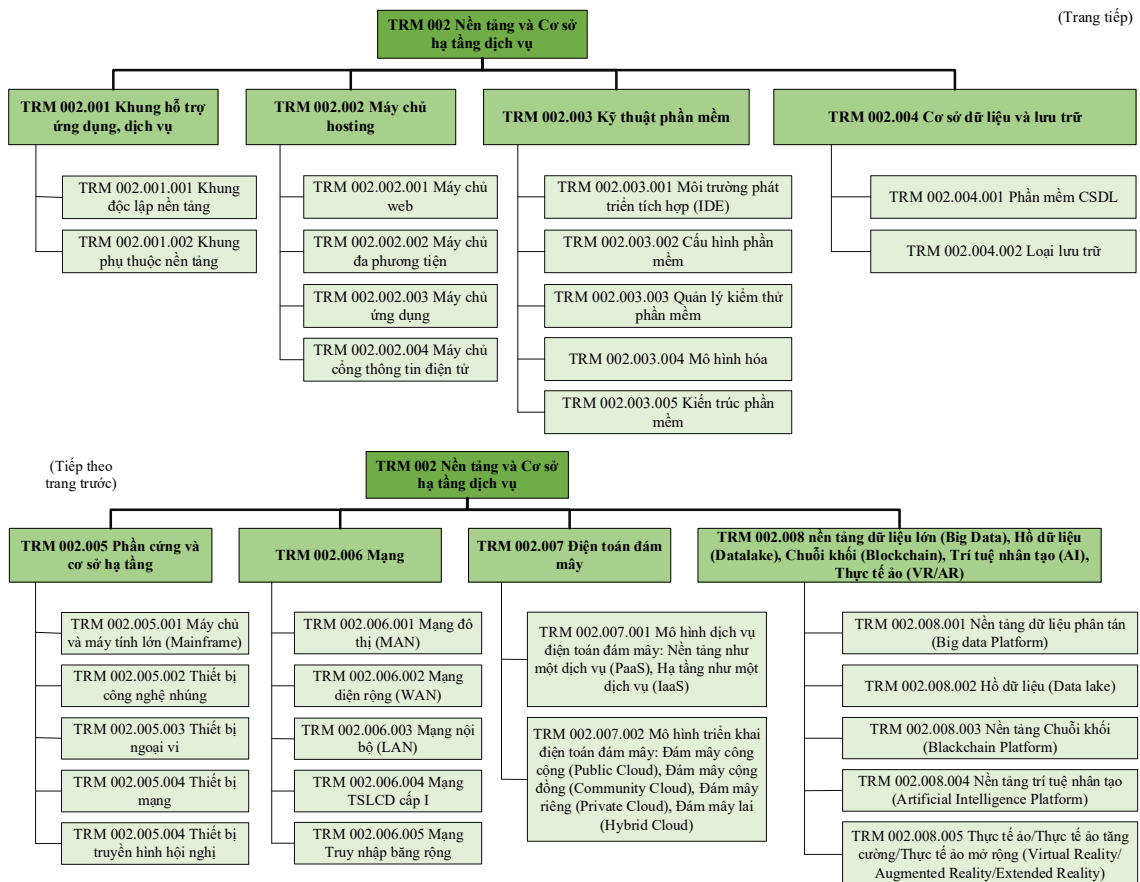 TRM 002 Nền tảng và Cơ sở
hạ tầng dịch vụ
(Trang tiếp)
TRM 002.001 Khung hỗ trợ
ứng dụng, dịch vụ
TRM 002.002 Máy chủ
hosting
TRM 002.003 Kỹ thuật phần mềm
TRM 002.004 Cơ sở dữ liệu và lưu trữ
TRM 002.001.001 Khung
độc lập nền tảng
TRM 002.001.002 Khung
phụ thuộc nền tảng
TRM 002.002.001 Máy chủ
web
TRM 002.002.002 Máy chủ
đa phương tiện
TRM 002.002.003 Máy chủ
ứng dụng
TRM 002.002.004 Máy chủ
cổng thông tin điện tử
TRM 002.003.001 Môi trường phát
triển tích hợp (IDE)
TRM 002.003.002 Cấu hình phần
mềm
TRM 002.003.003 Quản lý kiểm thử
phần mềm
TRM 002.003.004 Mô hình hóa
TRM 002.003.005 Kiến trúc phần
mềm
TRM 002.004.001 Phần mềm CSDL
TRM 002.004.002 Loại lưu trữ
(Tiếp theo
trang trước)
TRM 002 Nền tảng và Cơ sở
hạ tầng dịch vụ
TRM 002.005 Phần cứng và
cơ sở hạ tầng
TRM 002.006 Mạng
TRM 002.007 Điện toán đám
mây
TRM 002.008 nền tảng dữ liệu lớn (Big Data), Hồ dữ liệu
(Datalake), Chuỗi khối (Blockchain), Trí tuệ nhân tạo (AI),
Thực tế ảo (VR/AR)
TRM 002.005.001 Máy chủ
và máy tính lớn (Mainframe)
TRM 002.005.002 Thiết bị
công nghệ nhúng
TRM 002.005.003 Thiết bị
ngoại vi
TRM 002.005.004 Thiết bị
mạng
TRM 002.005.004 Thiết bị
truyền hình hội nghị
TRM 002.006.001 Mạng đô
thị (MAN)
TRM 002.006.002 Mạng
diện rộng (WAN)
TRM 002.006.003 Mạng nội
bộ (LAN)
TRM 002.006.004 Mạng
TSLCD cấp I
TRM 002.006.005 Mạng
Truy nhập băng rộng
TRM 002.007.001 Mô hình dịch vụ
điện toán đám mây: Nền tảng như
một dịch vụ (PaaS), Hạ tầng như một
dịch vụ (IaaS)
TRM 002.007.002 Mô hình triển khai
điện toán đám mây: Đám mây công
cộng (Public Cloud), Đám mây cộng
đồng (Community Cloud), Đám mây
riêng (Private Cloud), Đám mây lai
(Hybrid Cloud)
TRM 002.008.001 Nền tảng dữ liệu phân tán
(Big data Platform)
TRM 002.008.002 Hồ dữ liệu (Data lake)
TRM 002.008.003 Nền tảng Chuỗi khối
(Blackchain Platform)
TRM 002.008.004 Nền tảng trí tuệ nhân tạo
(Artificial Intelligence Platform)
TRM 002.008.005 Thực tế ảo/Thực tế ảo tăng
cường/Thực tế ảo mở rộng (Virtual Reality/
Augmented Reality/Extended Reality)